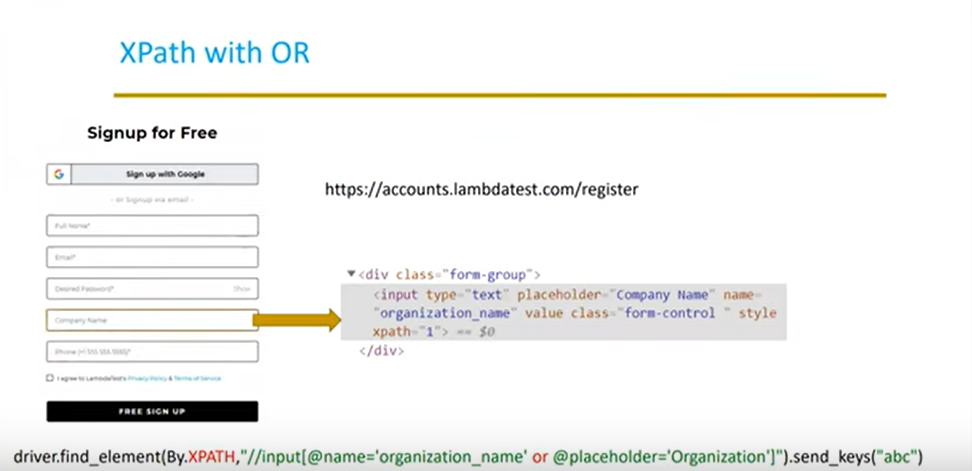 XPath with OR
Signup for Free
G
Sign up with Google
- or Signup via email -
Full Name*
Email*
Desired Password*
Show
Company Name
Phone (+1 555 555 5555)*
I agree to LambdaTest's Privacy Policy & Terms of Service
FREE SIGN UP
https://accounts.lambdatest.com/register
▼<div class="form-group">
<input type="text" placeholder="Company Name" name=
"organization_name" value class="form-control " style
xpath="1"> == $0
</div>
driver.find_element(By.XPATH,"//input[@name='organization_name' or @placeholder='Organization']").send_keys("abc")